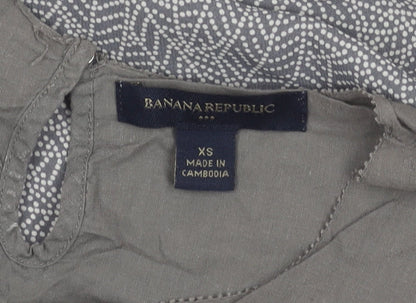 BANANA REPUBLIC
XS
MADE IN
CAMBODIA